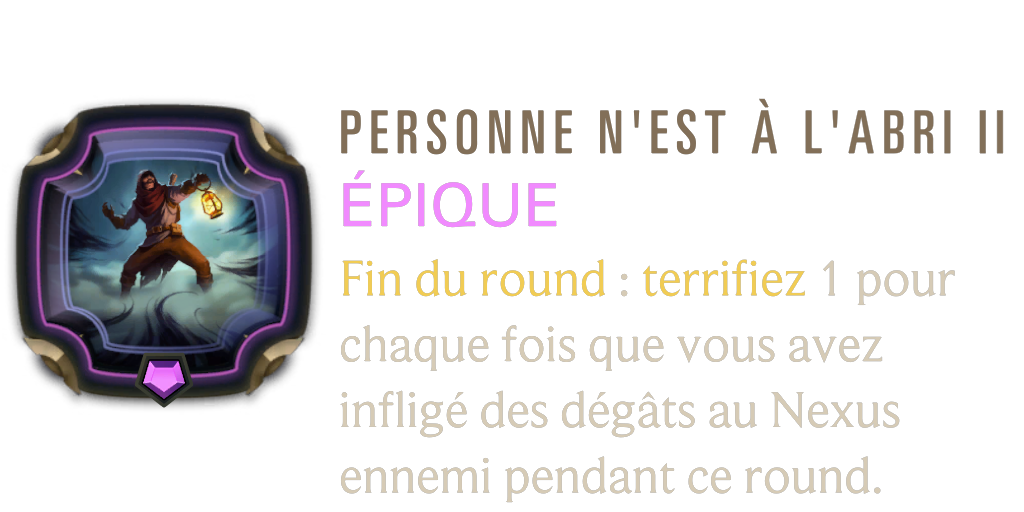 PERSONNE N'EST À L'ABRI II
ÉPIQUE
Fin du round : terrifiez 1 pour
chaque fois que vous avez
infligé des dégâts au Nexus
ennemi pendant ce round.